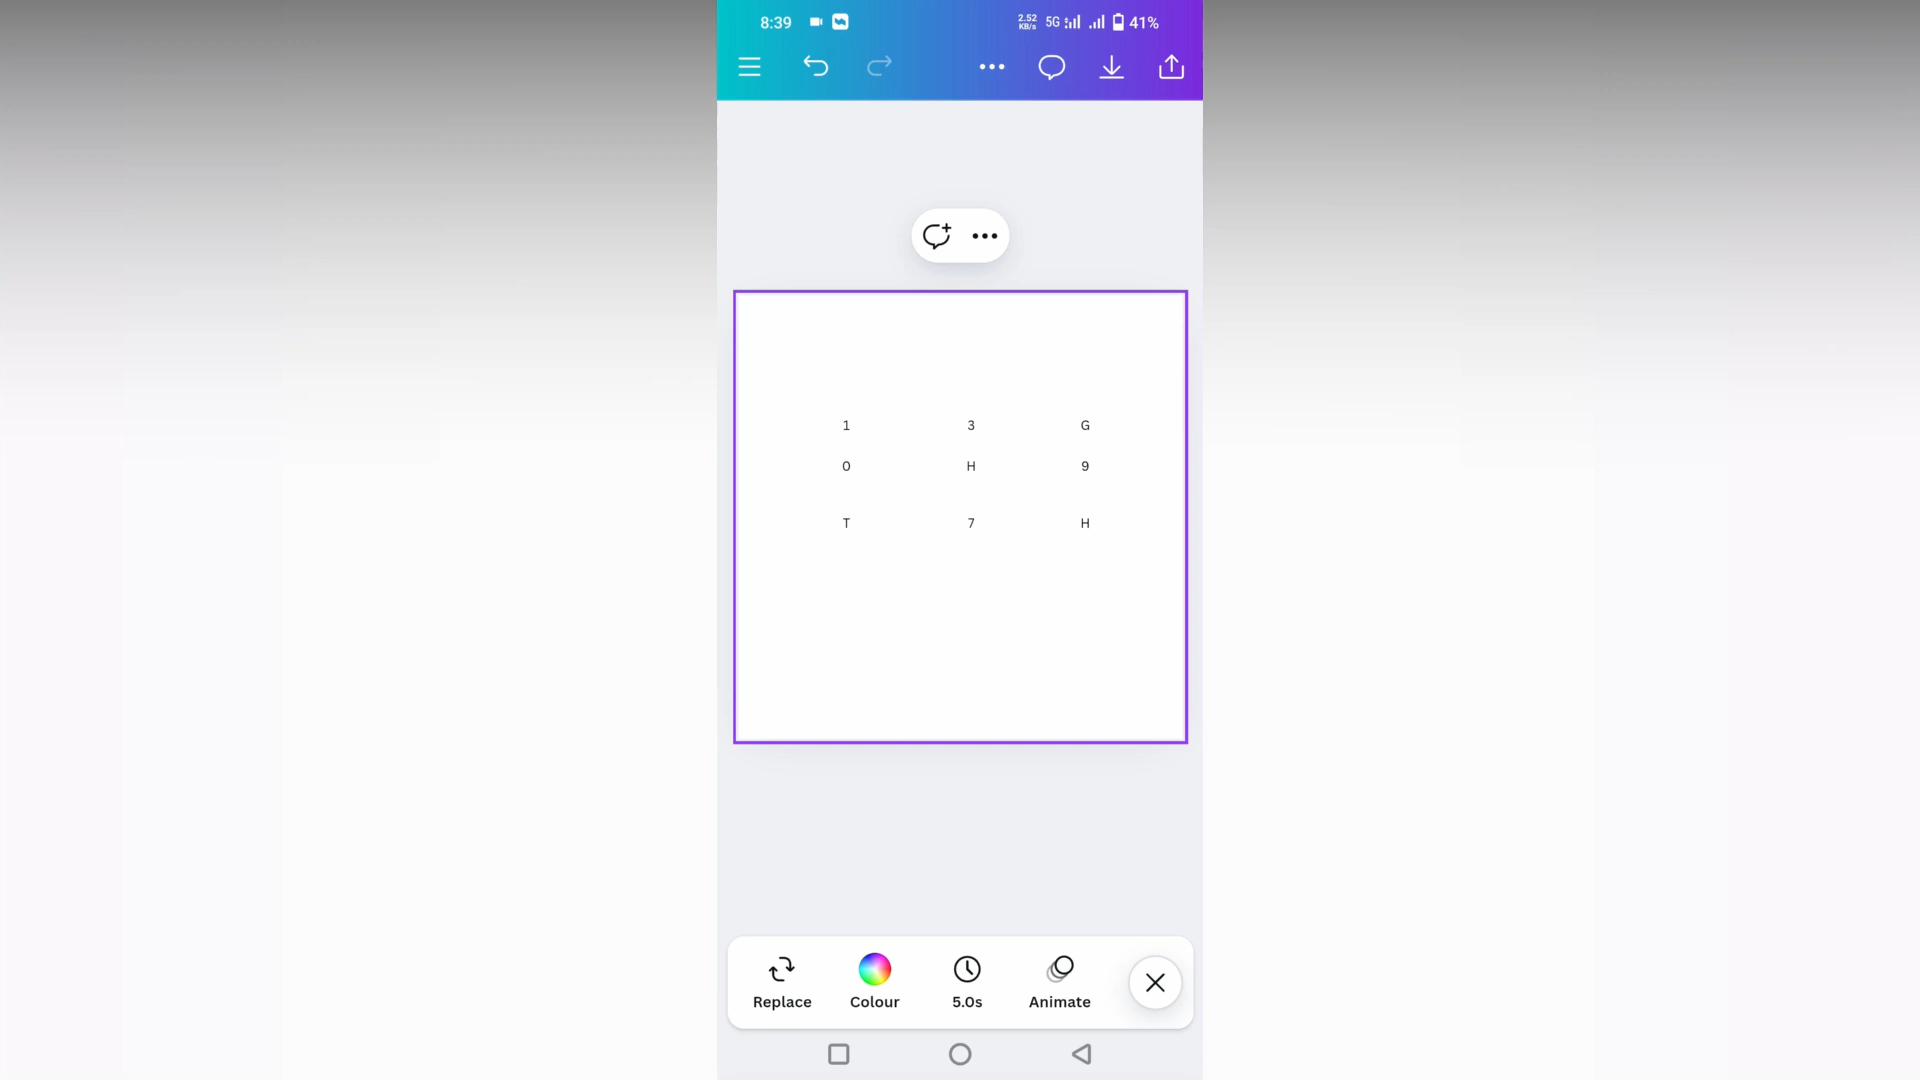 8:39 2.52 KB/s 5G 41%
1 3 G
0 H 9
T 7 H
Replace Colour 5.0s Animate